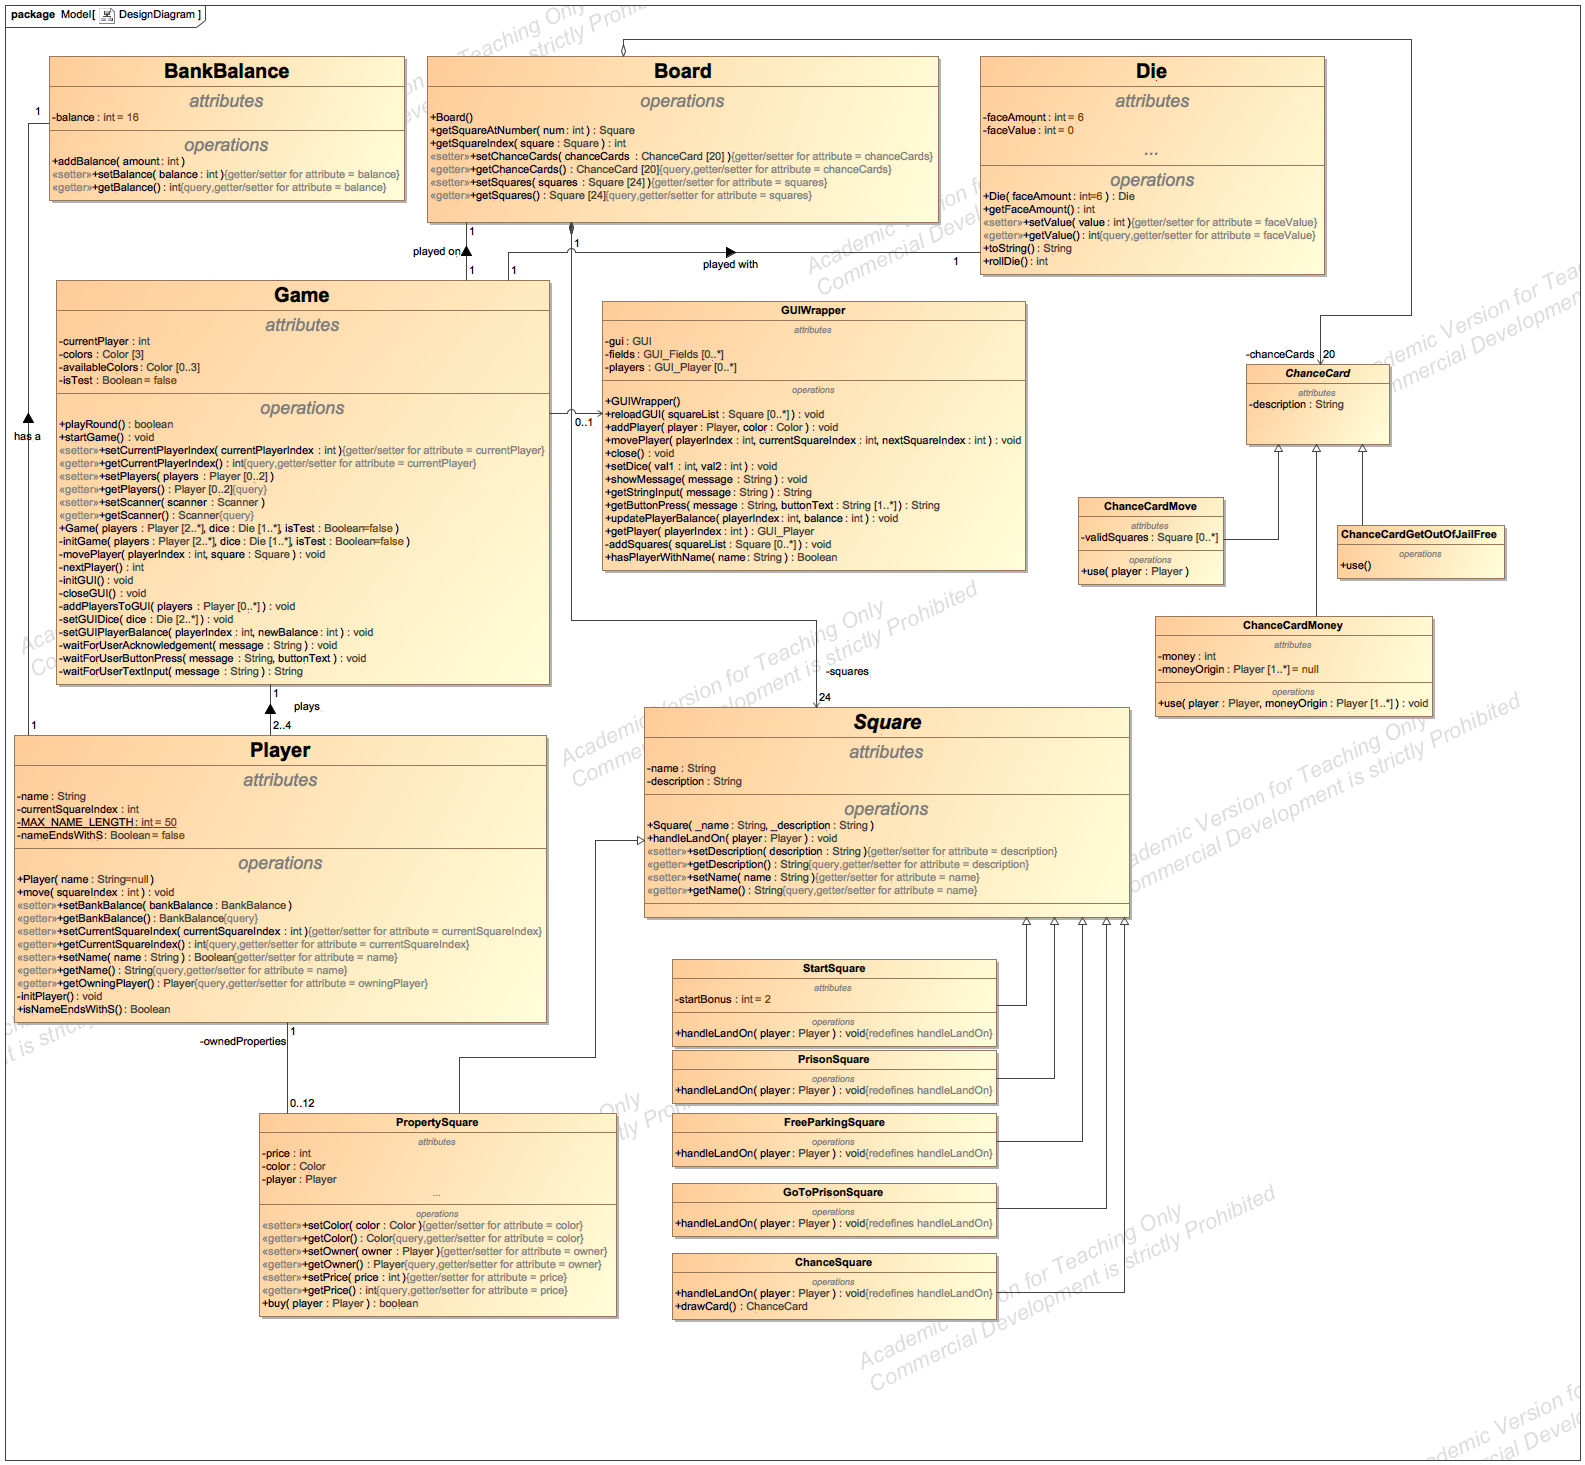 package Model[ DesignDiagram ]
BankBalance
attributes
-balance : int = 16
operations
+addBalance( amount : int )
«setter»+setBalance( balance : int ){getter/setter for attribute = balance}
«getter»+getBalance() : int{query,getter/setter for attribute = balance}
Board
operations
+Board()
+getSquareAtNumber( num : int ) : Square
+getSquareIndex( square : Square ) : int
«setter»+setChanceCards( chanceCards : ChanceCard [20] ){getter/setter for attribute = chanceCards}
«getter»+getChanceCards() : ChanceCard [20]{query,getter/setter for attribute = chanceCards}
«setter»+setSquares( squares : Square [24] ){getter/setter for attribute = squares}
«getter»+getSquares() : Square [24]{query,getter/setter for attribute = squares}
Die
attributes
-faceAmount : int = 6
-faceValue : int = 0
...
operations
+Die( faceAmount : int=6 ) : Die
+getFaceAmount() : int
«setter»+setValue( value : int ){getter/setter for attribute = faceValue}
«getter»+getValue() : int{query,getter/setter for attribute = faceValue}
+toString() : String
+rollDie() : int
1
has a
1
1
played on
1
1
played with
1
1
Game
attributes
-currentPlayer : int
-colors : Color [3]
-availableColors : Color [0..3]
-isTest : Boolean = false
operations
+playRound() : boolean
+startGame() : void
«setter»+setCurrentPlayerIndex( currentPlayerIndex : int ){getter/setter for attribute = currentPlayer}
«getter»+getCurrentPlayerIndex() : int{query,getter/setter for attribute = currentPlayer}
«setter»+setPlayers( players : Player [0..2] )
«getter»+getPlayers() : Player [0..2]{query}
«setter»+setScanner( scanner : Scanner )
«getter»+getScanner() : Scanner{query}
+Game( players : Player [2..*], dice : Die [1..*], isTest : Boolean=false )
-initGame( players : Player [2..*], dice : Die [1..*], isTest : Boolean=false )
-movePlayer( playerIndex : int, square : Square ) : void
-nextPlayer() : int
-initGUI() : void
-closeGUI() : void
-addPlayersToGUI( players : Player [0..*] ) : void
-setGUIDice( dice : Die [2..*] ) : void
-setGUIPlayerBalance( playerIndex : int, newBalance : int ) : void
-waitForUserAcknowledgement( message : String ) : void
-waitForUserButtonPress( message : String, buttonText ) : void
-waitForUserTextInput( message : String ) : String
0..1
GUIWrapper
attributes
-gui : GUI
-fields : GUI_Fields [0..*]
-players : GUI_Player [0..*]
operations
+GUIWrapper()
+reloadGUI( squareList : Square [0..*] ) : void
+addPlayer( player : Player, color : Color ) : void
+movePlayer( playerIndex : int, currentSquareIndex : int, nextSquareIndex : int ) : void
+close() : void
+setDice( val1 : int, val2 : int ) : void
+showMessage( message : String ) : void
+getStringInput( message : String ) : String
+getButtonPress( message : String, buttonText : String [1..*] ) : String
+updatePlayerBalance( playerIndex : int, balance : int ) : void
+getPlayer( playerIndex : int ) : GUI_Player
-addSquares( squareList : Square [0..*] ) : void
+hasPlayerWithName( name : String ) : Boolean
-chanceCards 20
ChanceCard
attributes
-description : String
ChanceCardMove
attributes
-validSquares : Square [0..*]
operations
+use( player : Player )
ChanceCardGetOutOfJailFree
operations
+use()
ChanceCardMoney
attributes
-money : int
-moneyOrigin : Player [1..*] = null
operations
+use( player : Player, moneyOrigin : Player [1..*] ) : void
1
plays
2..4
-squares
24
Player
attributes
-name : String
-currentSquareIndex : int
-MAX_NAME_LENGTH : int = 50
-nameEndsWithS : Boolean = false
operations
+Player( name : String=null )
+move( squareIndex : int ) : void
«setter»+setBankBalance( bankBalance : BankBalance )
«getter»+getBankBalance() : BankBalance{query}
«setter»+setCurrentSquareIndex( currentSquareIndex : int ){getter/setter for attribute = currentSquareIndex}
«getter»+getCurrentSquareIndex() : int{query,getter/setter for attribute = currentSquareIndex}
«setter»+setName( name : String ) : Boolean{getter/setter for attribute = name}
«getter»+getName() : String{query,getter/setter for attribute = name}
«getter»+getOwningPlayer() : Player{query,getter/setter for attribute = owningPlayer}
-initPlayer() : void
+isNameEndsWithS() : Boolean
Square
attributes
-name : String
-description : String
operations
+Square( _name : String, _description : String )
+handleLandOn( player : Player ) : void
«setter»+setDescription( description : String ){getter/setter for attribute = description}
«getter»+getDescription() : String{query,getter/setter for attribute = description}
«setter»+setName( name : String ){getter/setter for attribute = name}
«getter»+getName() : String{query,getter/setter for attribute = name}
1
-ownedProperties
0..12
PropertySquare
attributes
-price : int
-color : Color
-player : Player
...
operations
«setter»+setColor( color : Color ){getter/setter for attribute = color}
«getter»+getColor() : Color{query,getter/setter for attribute = color}
«setter»+setOwner( owner : Player ){getter/setter for attribute = owner}
«getter»+getOwner() : Player{query,getter/setter for attribute = owner}
«setter»+setPrice( price : int ){getter/setter for attribute = price}
«getter»+getPrice() : int{query,getter/setter for attribute = price}
+buy( player : Player ) : boolean
StartSquare
attributes
-startBonus : int = 2
operations
+handleLandOn( player : Player ) : void{redefines handleLandOn}
PrisonSquare
operations
+handleLandOn( player : Player ) : void{redefines handleLandOn}
FreeParkingSquare
operations
+handleLandOn( player : Player ) : void{redefines handleLandOn}
GoToPrisonSquare
operations
+handleLandOn( player : Player ) : void{redefines handleLandOn}
ChanceSquare
operations
+handleLandOn( player : Player ) : void{redefines handleLandOn}
+drawCard() : ChanceCard
Academic Version for Teaching Only
Commercial Development is strictly Prohibited